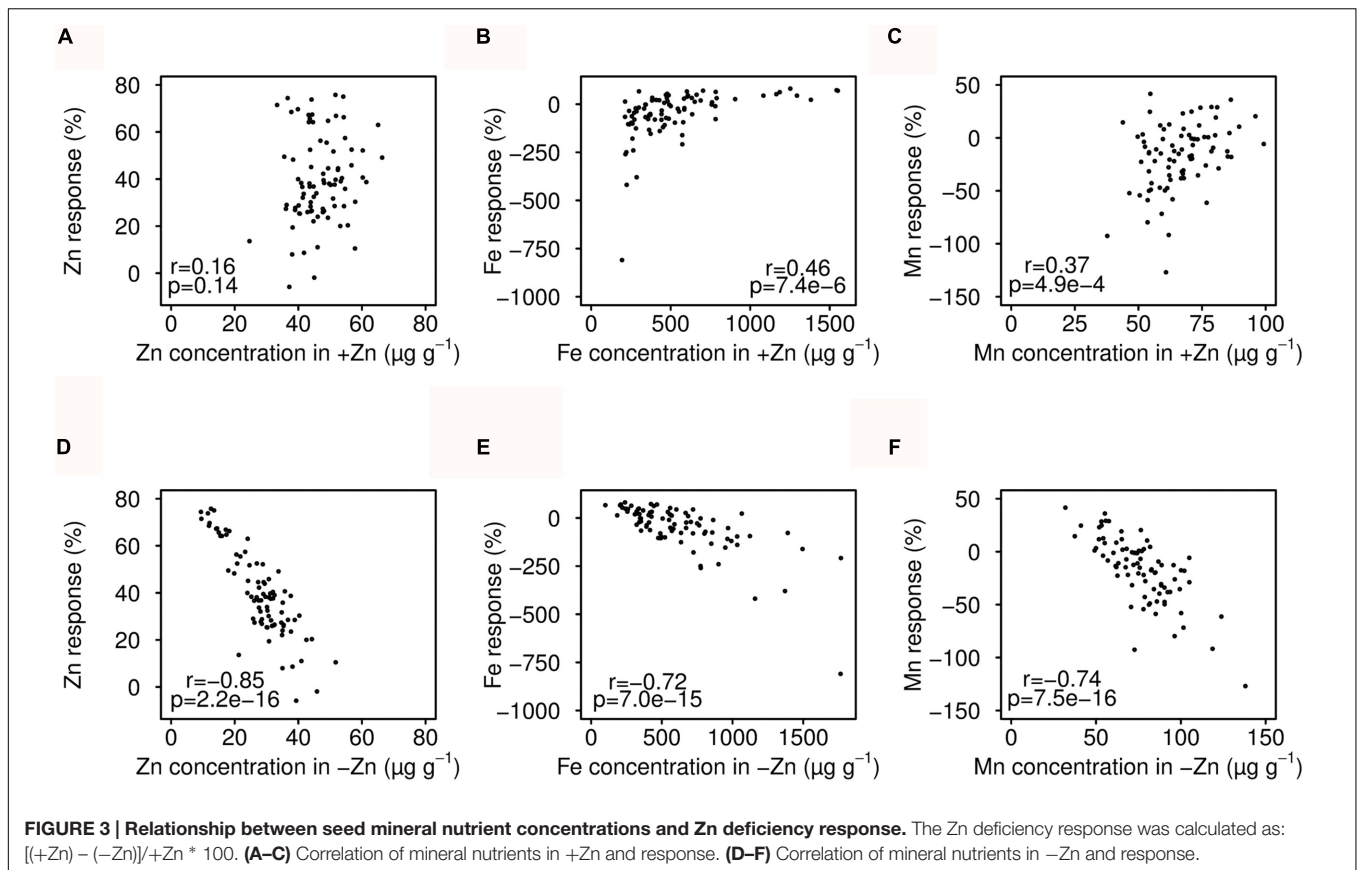 A
80
60
40
20
0
Zn response (%)
r=0.16
p=0.14
0 20 40 60 80
Zn concentration in +Zn (µg g⁻¹)
B
0
−250
−500
−750
−1000
Fe response (%)
r=0.46
p=7.4e−6
0 500 1000 1500
Fe concentration in +Zn (µg g⁻¹)
C
50
0
−50
−100
−150
Mn response (%)
r=0.37
p=4.9e−4
0 25 50 75 100
Mn concentration in +Zn (µg g⁻¹)
D
80
60
40
20
0
Zn response (%)
r=−0.85
p=2.2e−16
0 20 40 60 80
Zn concentration in −Zn (µg g⁻¹)
E
0
−250
−500
−750
−1000
Fe response (%)
r=−0.72
p=7.0e−15
0 500 1000 1500
Fe concentration in −Zn (µg g⁻¹)
F
50
0
−50
−100
−150
Mn response (%)
r=−0.74
p=7.5e−16
0 50 100 150
Mn concentration in −Zn (µg g⁻¹)
FIGURE 3 | Relationship between seed mineral nutrient concentrations and Zn deficiency response. The Zn deficiency response was calculated as:
[(+Zn) – (−Zn)]/+Zn * 100. (A–C) Correlation of mineral nutrients in +Zn and response. (D–F) Correlation of mineral nutrients in −Zn and response.